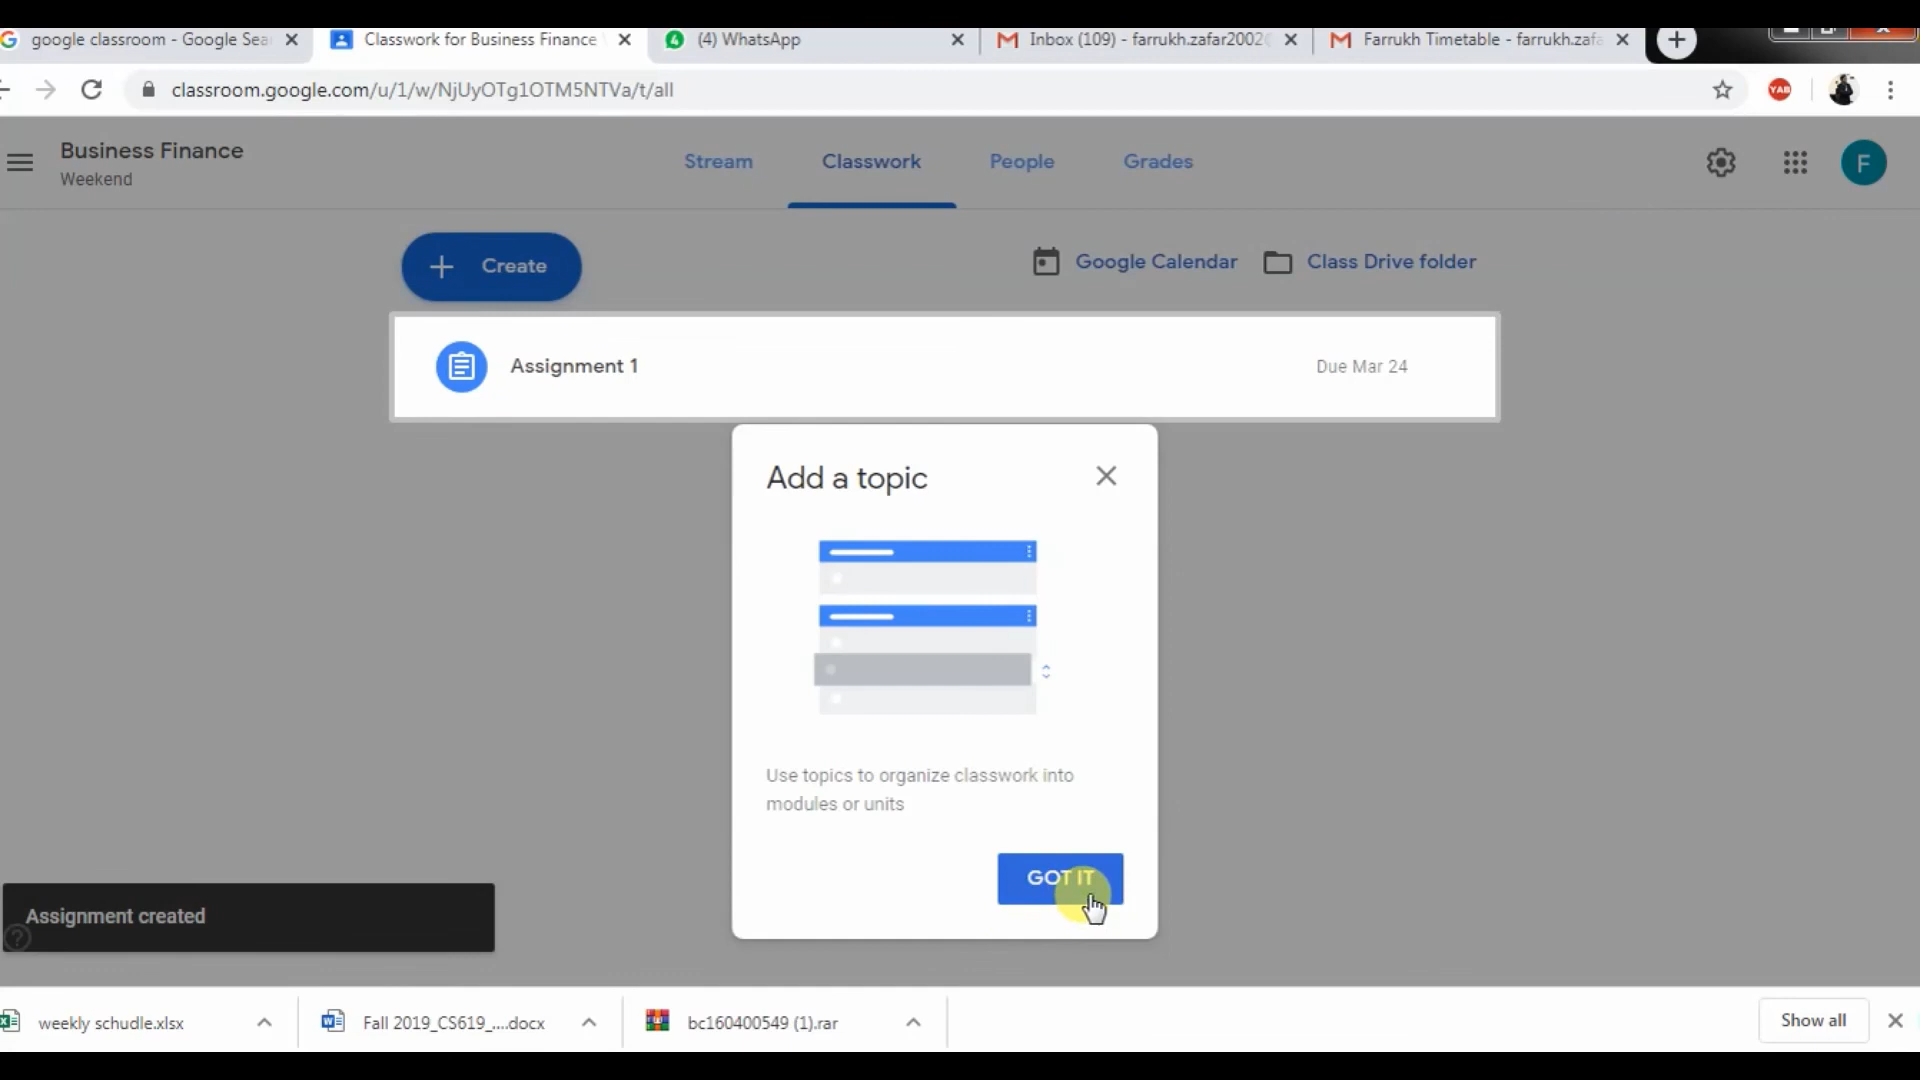 google classroom - Google Sea
Classwork for Business Finance
(4) WhatsApp
Inbox (109) - farrukh.zafar2002@
Farrukh Timetable - farrukh.zafa
classroom.google.com/u/1/w/NjUyOTg1OTM5NTVa/t/all
YAB
Business Finance
Weekend
Stream
Classwork
People
Grades
F
Create
Google Calendar
Class Drive folder
Assignment 1
Due Mar 24
Add a topic
Use topics to organize classwork into
modules or units
GOT IT
Assignment created
weekly schudle.xlsx
Fall 2019_CS619_....docx
bc160400549 (1).rar
Show all